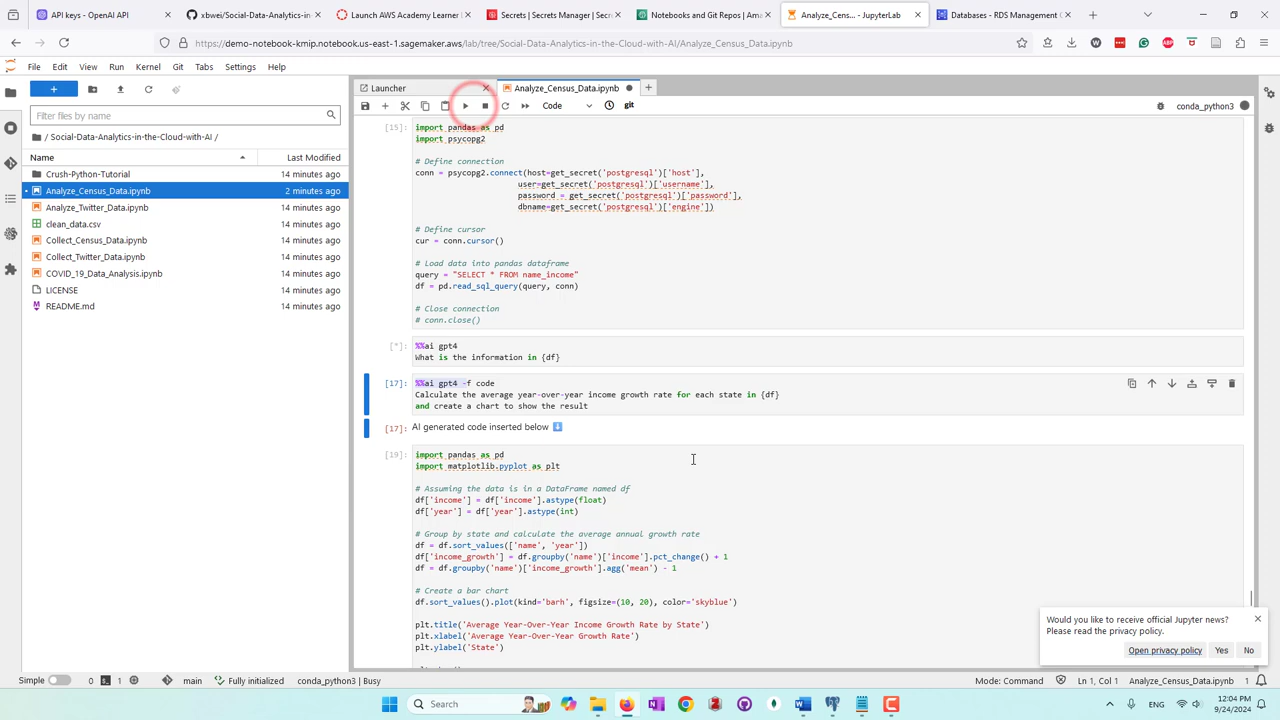 API keys - OpenAI API
xbwei/Social-Data-Analytics-in-
Launch AWS Academy Learner
Secrets | Secrets Manager | S
Notebooks and Git Repos | Am
Analyze_Cens... - JupyterLab
Databases - RDS Management C
https://demo-notebook-kmip.notebook.us-east-1.sagemaker.aws/lab/tree/Social-Data-Analytics-in-the-Cloud-with-AI/Analyze_Census_Data.ipynb
File Edit View Run Kernel Git Tabs Settings Help
Launcher
Analyze_Census_Data.ipynb
Code
git
conda_python3
Filter files by name
/ Social-Data-Analytics-in-the-Cloud-with-AI /
Name Last Modified
Crush-Python-Tutorial 14 minutes ago
Analyze_Census_Data.ipynb 2 minutes ago
Analyze_Twitter_Data.ipynb 14 minutes ago
clean_data.csv 14 minutes ago
Collect_Census_Data.ipynb 14 minutes ago
Collect_Twitter_Data.ipynb 14 minutes ago
COVID_19_Data_Analysis.ipynb 14 minutes ago
LICENSE 14 minutes ago
README.md 14 minutes ago
[15]: import pandas as pd
import psycopg2
# Define connection
conn = psycopg2.connect(host=get_secret('postgresql')['host'],
user=get_secret('postgresql')['username'],
password = get_secret('postgresql')['password'],
dbname=get_secret('postgresql')['engine'])
# Define cursor
cur = conn.cursor()
# Load data into pandas dataframe
query = "SELECT * FROM name_income"
df = pd.read_sql_query(query, conn)
# Close connection
# conn.close()
[*]: %%ai gpt4
What is the information in {df}
[17]: %%ai gpt4 -f code
Calculate the average year-over-year income growth rate for each state in {df}
and create a chart to show the result
[17]: AI generated code inserted below
[19]: import pandas as pd
import matplotlib.pyplot as plt
# Assuming the data is in a DataFrame named df
df['income'] = df['income'].astype(float)
df['year'] = df['year'].astype(int)
# Group by state and calculate the average annual growth rate
df = df.sort_values(['name', 'year'])
df['income_growth'] = df.groupby('name')['income'].pct_change() + 1
df = df.groupby('name')['income_growth'].agg('mean') - 1
# Create a bar chart
df.sort_values().plot(kind='barh', figsize=(10, 20), color='skyblue')
plt.title('Average Year-Over-Year Income Growth Rate by State')
plt.xlabel('Average Year-Over-Year Growth Rate')
plt.ylabel('State')
Would you like to receive official Jupyter news?
Please read the privacy policy.
Open privacy policy Yes No
Simple 0 1 main Fully initialized conda_python3 | Busy
Mode: Command Ln 1, Col 1 Analyze_Census_Data.ipynb 1
Search
ENG
12:04 PM
9/24/2024